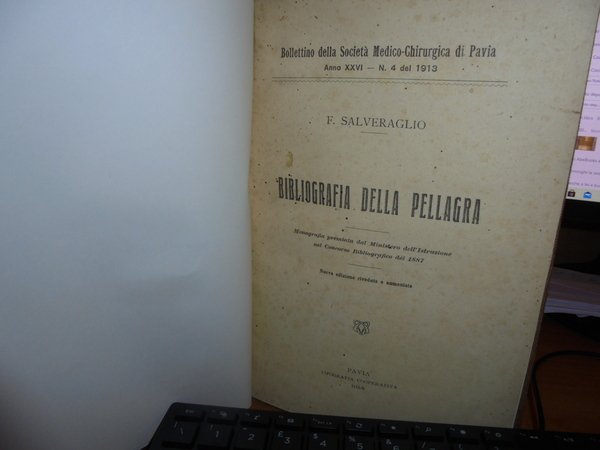 Bollettino della Società Medico-Chirurgica di Pavia
Anno XXVI — N. 4 del 1913
F. SALVERAGLIO
BIBLIOGRAFIA DELLA PELLAGRA
Monografia premiata dal Ministero dell'Istruzione
nel Concorso Bibliografico del 1887
Nuova edizione riveduta e aumentata
PAVIA
TIPOGRAFIA COOPERATIVA
1914